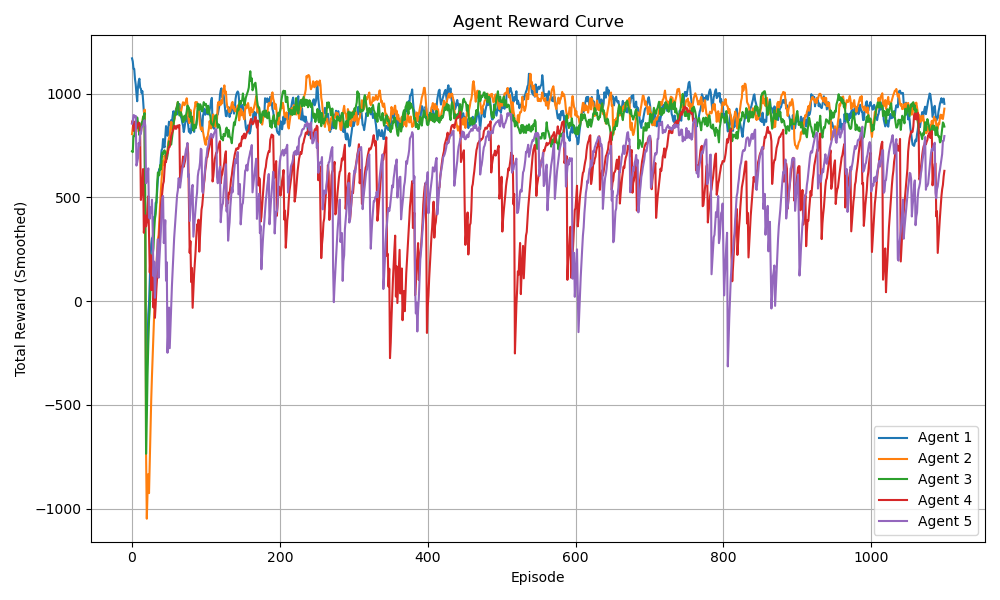 Agent Reward Curve
Total Reward (Smoothed)
1000
500
0
−500
−1000
0 200 400 600 800 1000
Episode
Agent 1
Agent 2
Agent 3
Agent 4
Agent 5